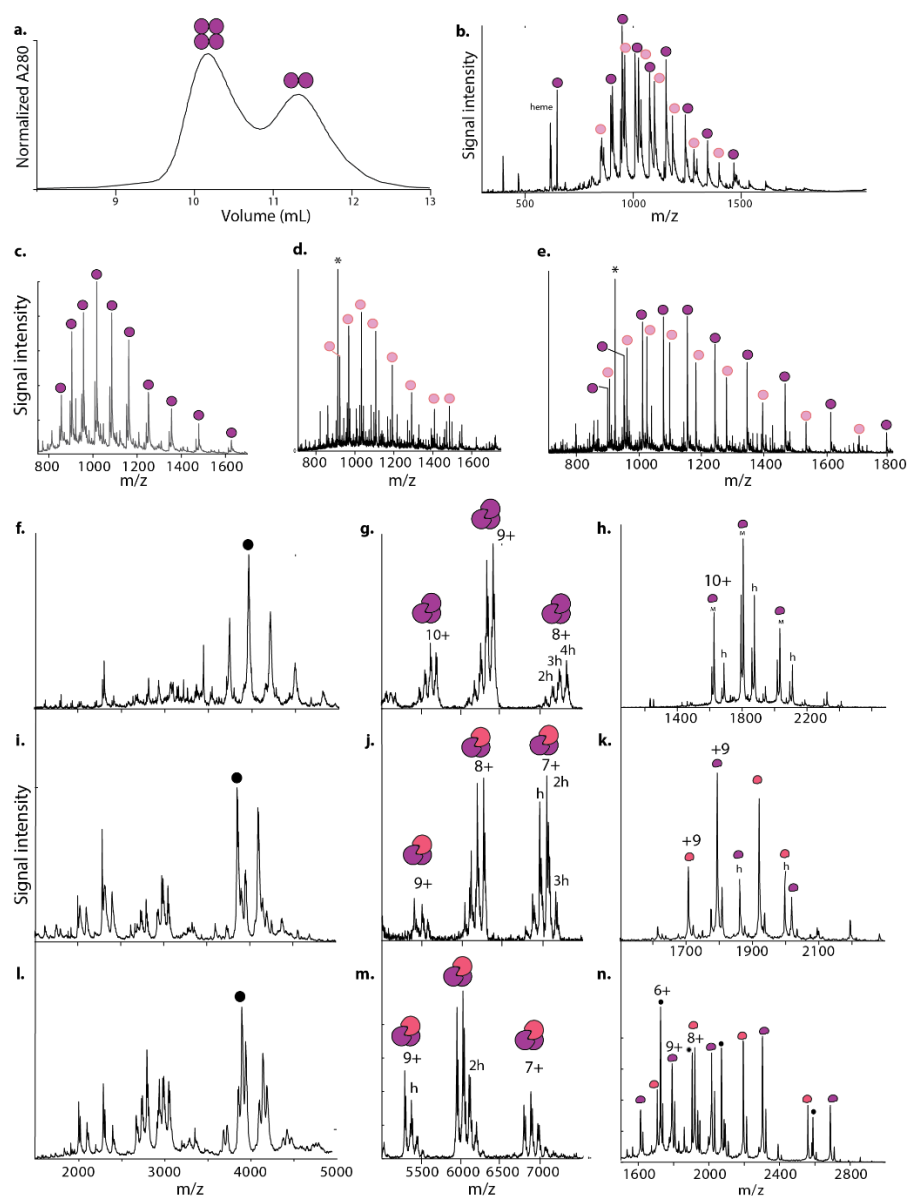 a.
Normalized A280
9 10 11 12 13
Volume (mL)
b.
Signal intensity
heme
500 1000 1500
m/z
c.
Signal intensity
800 1000 1200 1400 1600
m/z
d.
*
800 1000 1200 1400 1600
m/z
e.
*
800 1000 1200 1400 1600 1800
m/z
f.
g.
10+
9+
8+
2h 3h 4h
h.
M
10+
M
h
h
M
h
1400 1800 2200
Signal intensity
i.
j.
9+
8+
7+
h 2h
3h
k.
+9
+9
h
h
1700 1900 2100
l.
2000 3000 4000 5000
m/z
m.
9+
h
2h
7+
5500 6000 7000
m/z
n.
6+
9+
8+
1600 2000 2400 2800
m/z